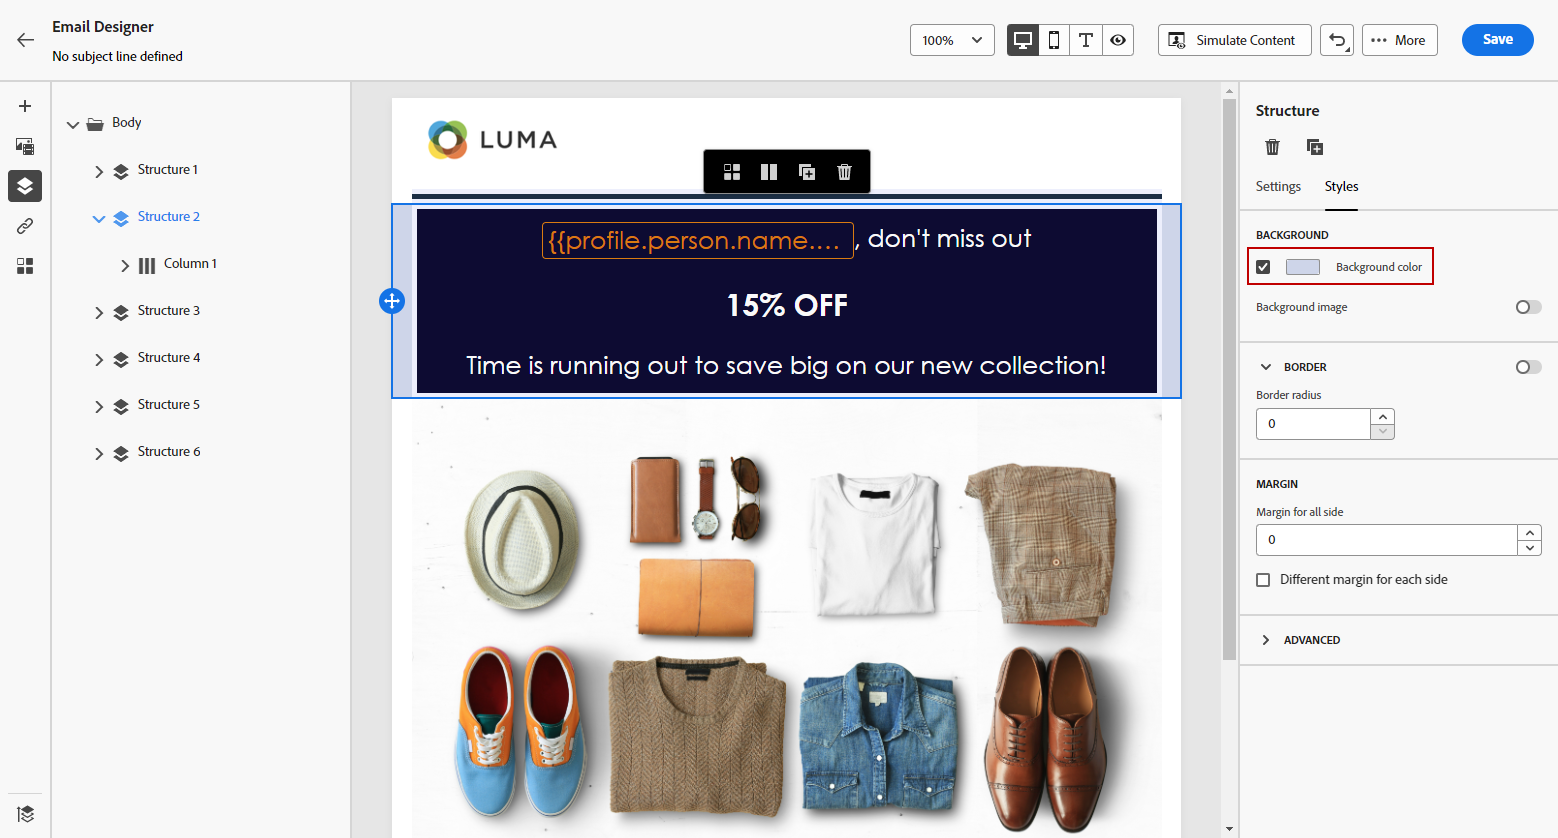 Email Designer
No subject line defined
100%
Simulate Content
More
Save
Body
Structure 1
Structure 2
Column 1
Structure 3
Structure 4
Structure 5
Structure 6
LUMA
{{profile.person.name.... , don't miss out
15% OFF
Time is running out to save big on our new collection!
Structure
Settings
Styles
BACKGROUND
Background color
Background image
BORDER
Border radius
0
MARGIN
Margin for all side
0
Different margin for each side
ADVANCED